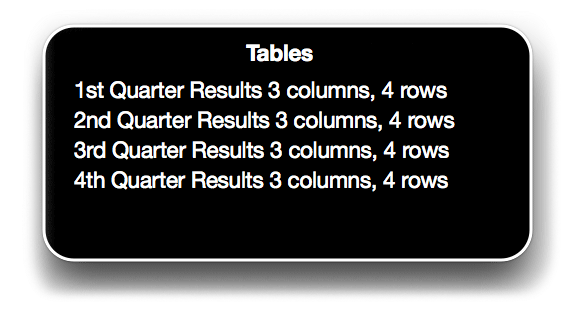 Tables
1st Quarter Results 3 columns, 4 rows
2nd Quarter Results 3 columns, 4 rows
3rd Quarter Results 3 columns, 4 rows
4th Quarter Results 3 columns, 4 rows